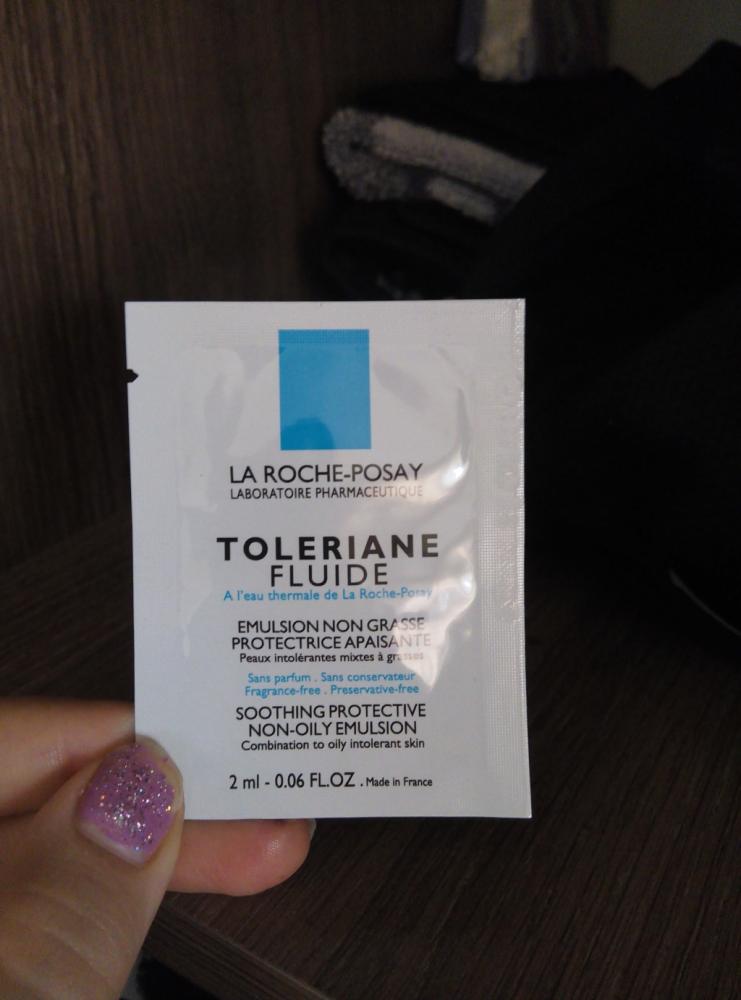 LA ROCHE-POSAY
LABORATOIRE PHARMACEUTIQUE
TOLERIANE
FLUIDE
A l'eau thermale de La Roche-Posay
EMULSION NON GRASSE
PROTECTRICE APAISANTE
Peaux intolérantes mixtes à grasses
Sans parfum . Sans conservateur
Fragrance-free . Preservative-free
SOOTHING PROTECTIVE
NON-OILY EMULSION
Combination to oily intolerant skin
2 ml - 0.06 FL.OZ . Made in France